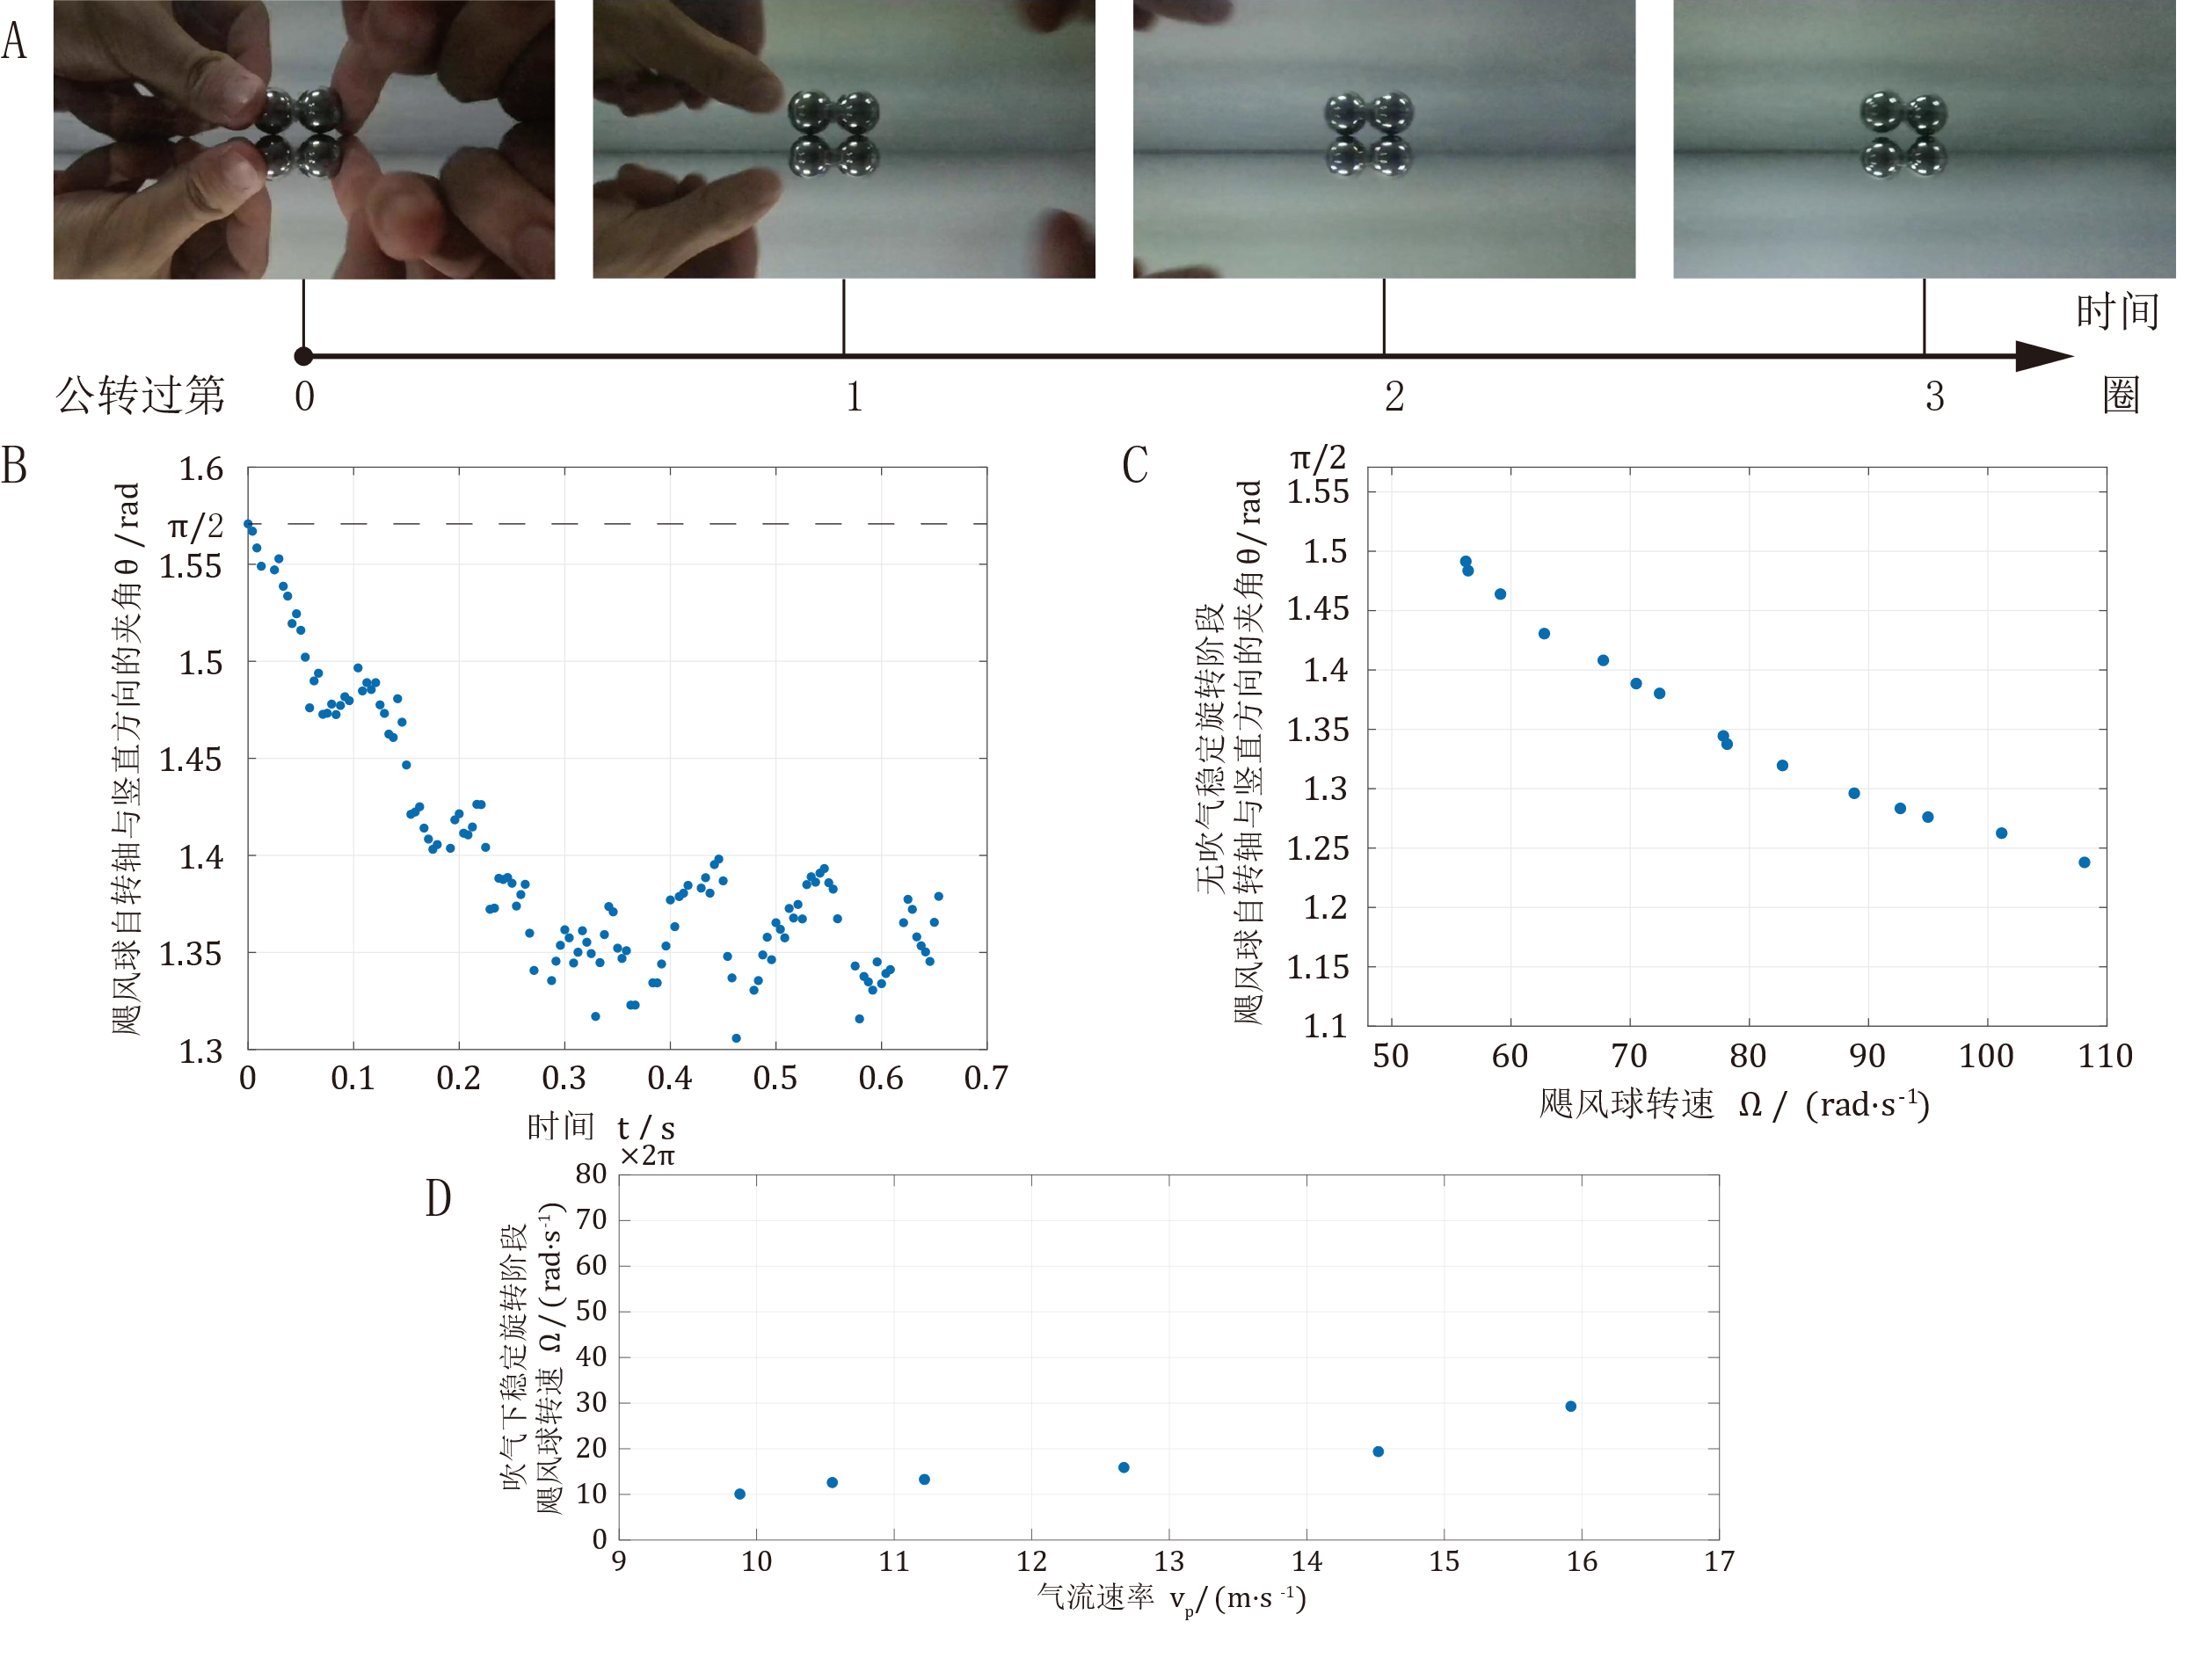 A
时间
公转过第 0 1 2 3 圈
B
飓风球自转轴与竖直方向的夹角θ / rad
1.6
π/2
1.55
1.5
1.45
1.4
1.35
1.3
0 0.1 0.2 0.3 0.4 0.5 0.6 0.7
时间 t / s
C
无吹气稳定旋转阶段
飓风球自转轴与竖直方向的夹角θ/ rad
π/2
1.55
1.5
1.45
1.4
1.35
1.3
1.25
1.2
1.15
1.1
50 60 70 80 90 100 110
飓风球转速 Ω / (rad·s⁻¹)
D
吹气下稳定旋转阶段
飓风球转速 Ω / (rad·s⁻¹)
×2π
80
70
60
50
40
30
20
10
0
9 10 11 12 13 14 15 16 17
气流速率 vₚ/ (m·s⁻¹)